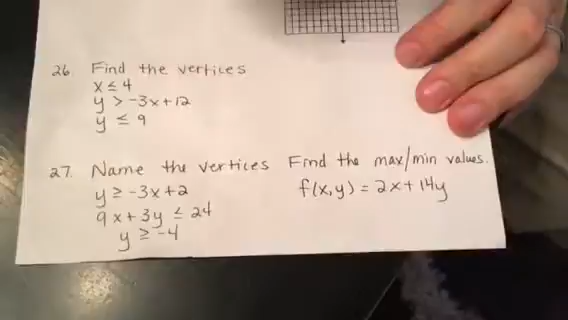 26. Find the vertices
x ≤ 4
y > -3x + 12
y ≤ 9
27. Name the vertices Find the max/min values.
y ≥ -3x + 2 f(x,y) = 2x + 14y
9x + 3y ≤ 24
y ≥ -4